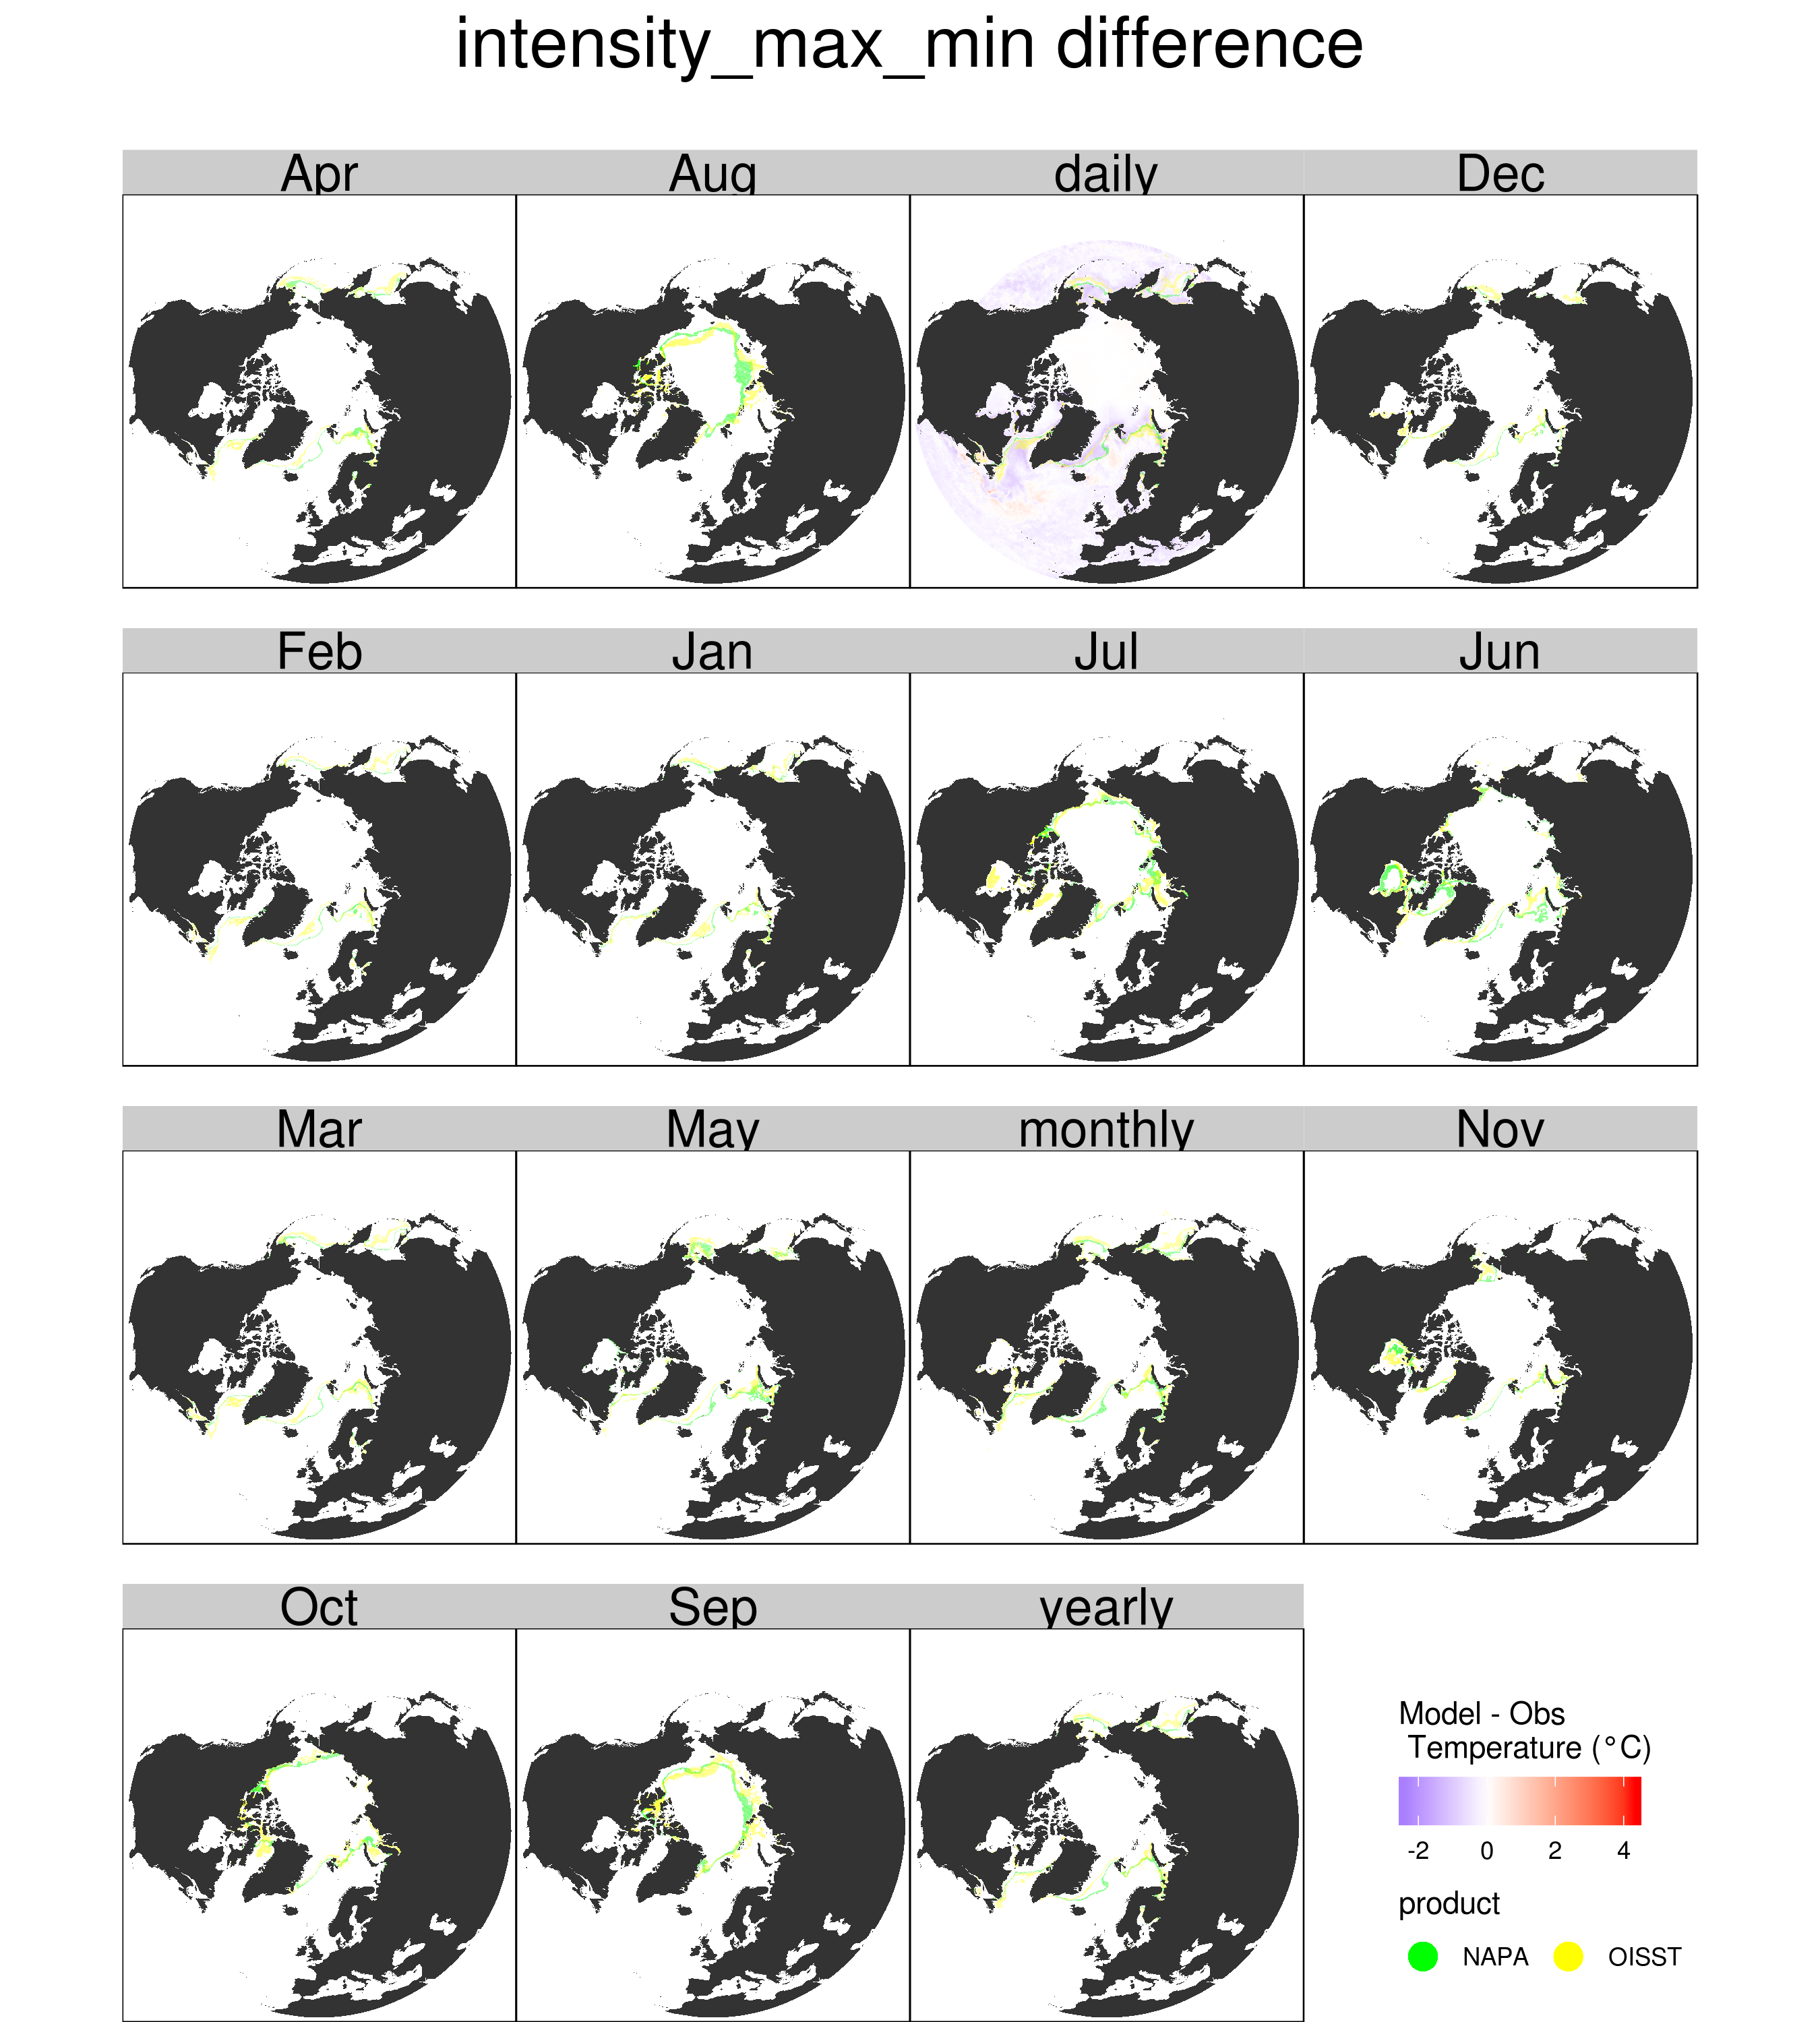 intensity_max_min difference
Apr Aug daily Dec
Feb Jan Jul Jun
Mar May monthly Nov
Oct Sep yearly
Model - Obs
Temperature (°C)
-2 0 2 4
product
NAPA OISST